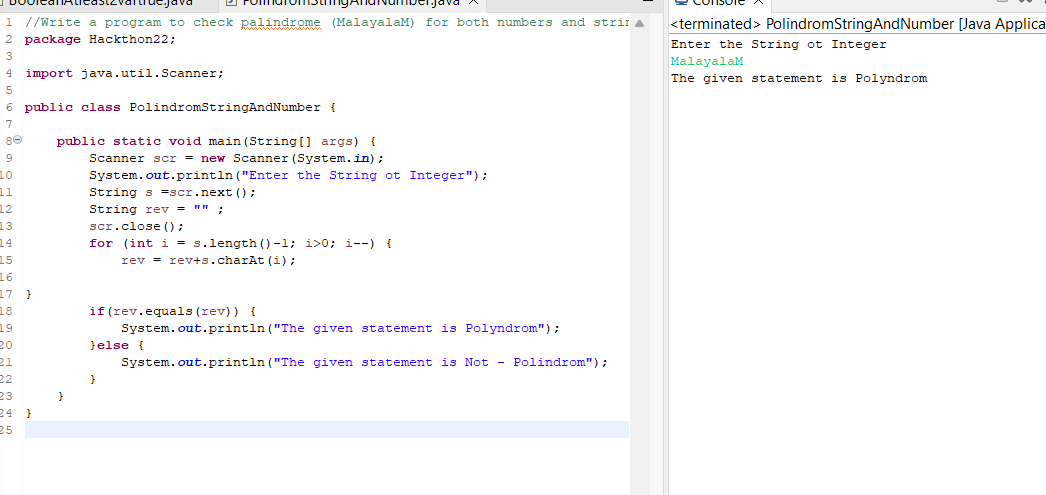 BooleanAtleast2vartrue.java PolindromStringAndNumber.java
1 //Write a program to check palindrome (MalayalaM) for both numbers and strin
2 package Hackthon22;
3
4 import java.util.Scanner;
5
6 public class PolindromStringAndNumber {
7
8 public static void main(String[] args) {
9 Scanner scr = new Scanner(System.in);
10 System.out.println("Enter the String ot Integer");
11 String s =scr.next();
12 String rev = "" ;
13 scr.close();
14 for (int i = s.length()-1; i>0; i--) {
15 rev = rev+s.charAt(i);
16
17 }
18 if(rev.equals(rev)) {
19 System.out.println("The given statement is Polyndrom");
20 }else {
21 System.out.println("The given statement is Not - Polindrom");
22 }
23 }
24 }
25
Console
<terminated> PolindromStringAndNumber [Java Applica
Enter the String ot Integer
MalayalaM
The given statement is Polyndrom